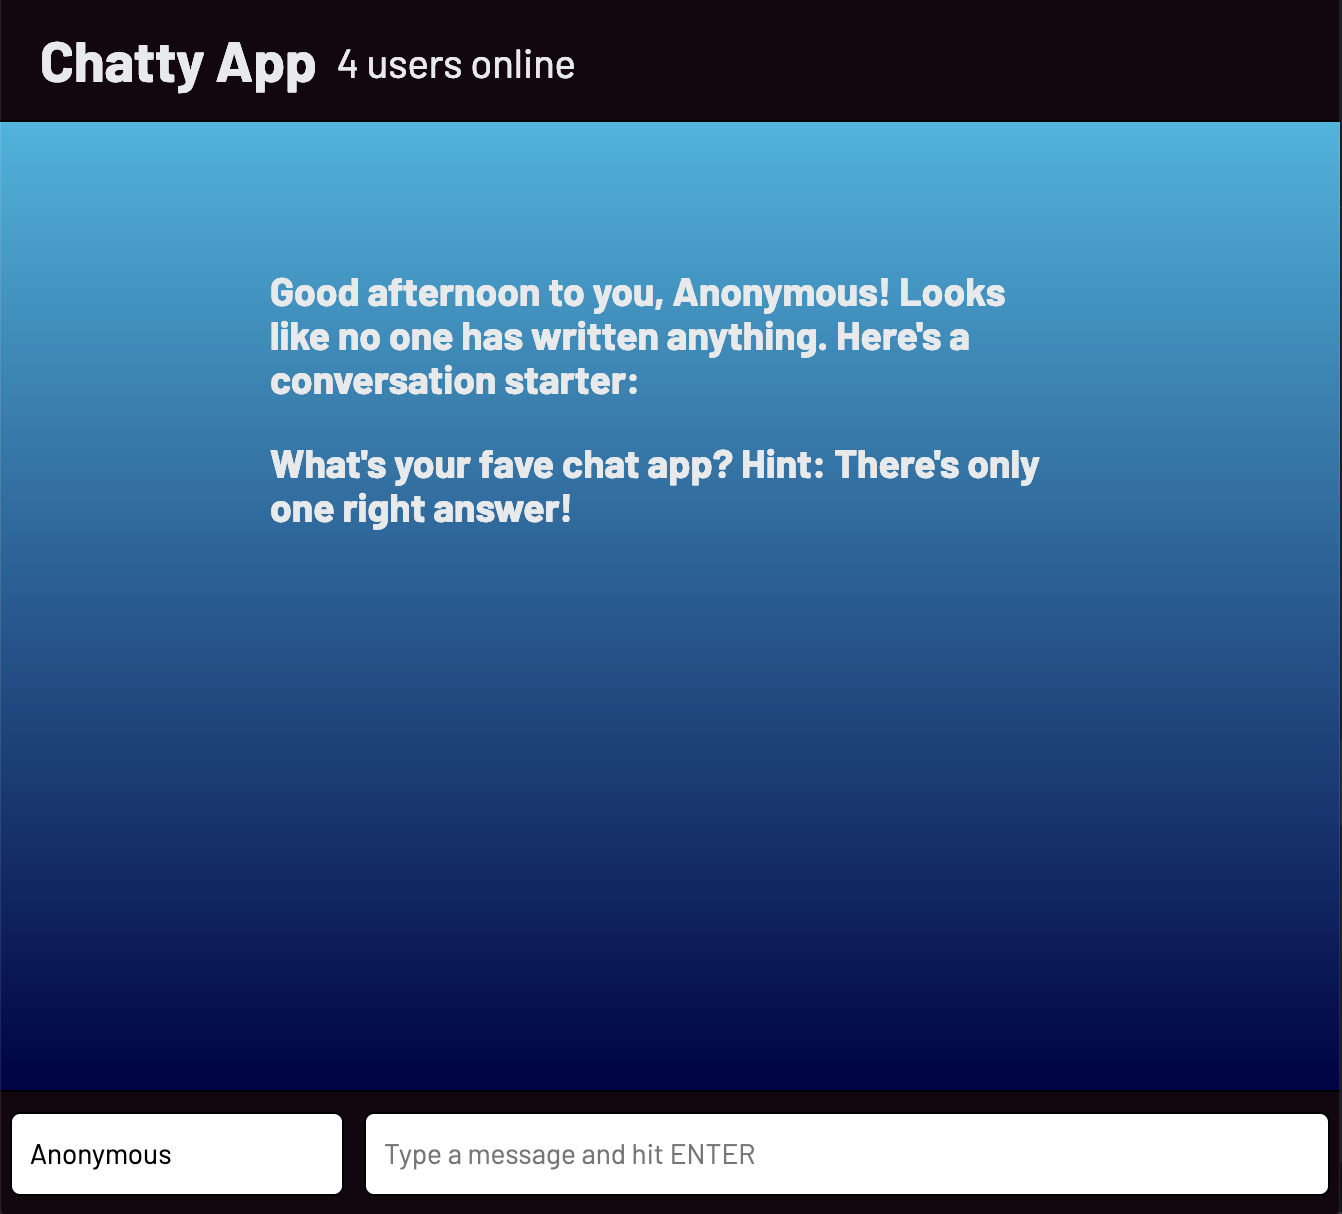 Chatty App 4 users online
Good afternoon to you, Anonymous! Looks
like no one has written anything. Here's a
conversation starter:
What's your fave chat app? Hint: There's only
one right answer!
Anonymous
Type a message and hit ENTER